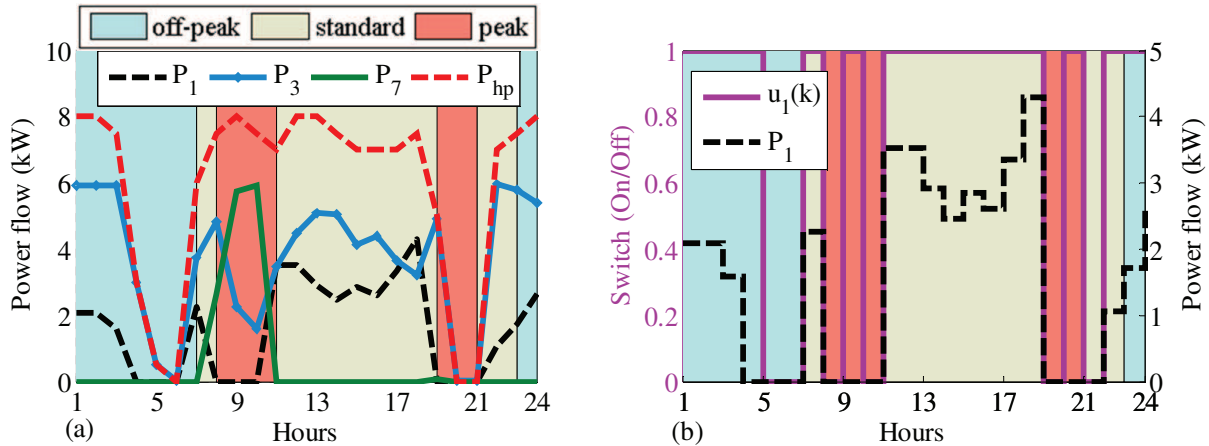 off-peak standard peak
P1 P3 P7 Php
Power flow (kW)
10
8
6
4
2
0
1 5 9 13 17 21 24
(a) Hours
u1(k)
P1
Switch (On/Off)
1
0.8
0.6
0.4
0.2
0
5
4
3
2
1
0
Power flow (kW)
1 5 9 13 17 21 24
(b) Hours